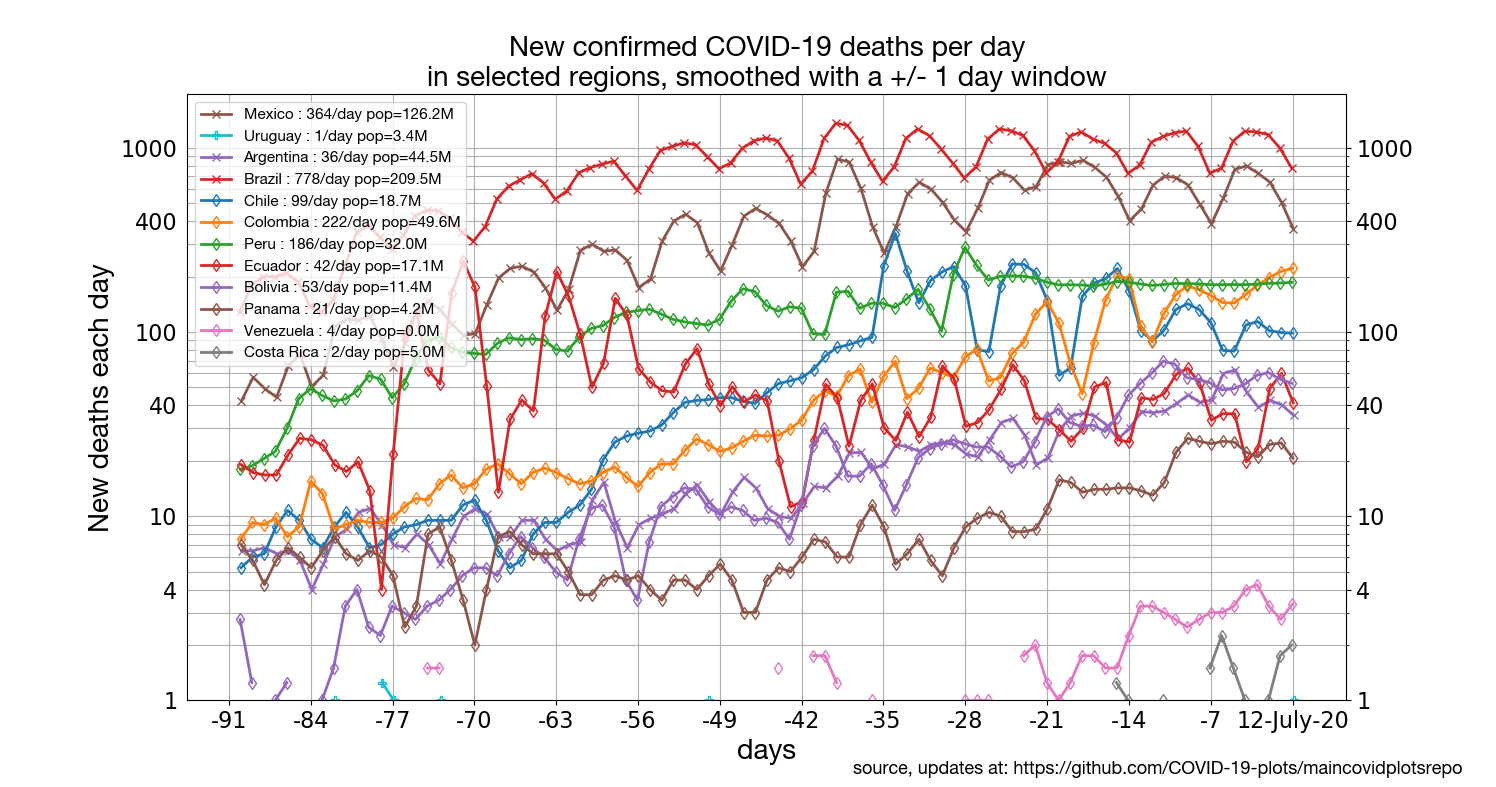 New confirmed COVID-19 deaths per day
in selected regions, smoothed with a +/- 1 day window
New deaths each day
1000
400
100
40
10
4
1
Mexico : 364/day pop=126.2M
Uruguay : 1/day pop=3.4M
Argentina : 36/day pop=44.5M
Brazil : 778/day pop=209.5M
Chile : 99/day pop=18.7M
Colombia : 222/day pop=49.6M
Peru : 186/day pop=32.0M
Ecuador : 42/day pop=17.1M
Bolivia : 53/day pop=11.4M
Panama : 21/day pop=4.2M
Venezuela : 4/day pop=0.0M
Costa Rica : 2/day pop=5.0M
1000
400
100
40
10
4
1
-91 -84 -77 -70 -63 -56 -49 -42 -35 -28 -21 -14 -7 12-July-20
days
source, updates at: https://github.com/COVID-19-plots/maincovidplotsrepo